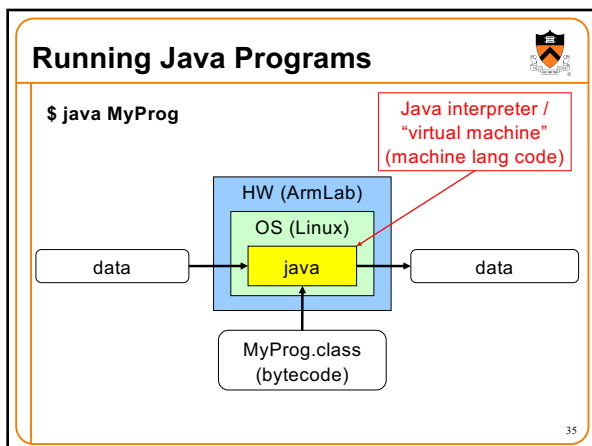 Running Java Programs
$ java MyProg
Java interpreter /
“virtual machine”
(machine lang code)
HW (ArmLab)
OS (Linux)
data
java
data
MyProg.class
(bytecode)
35